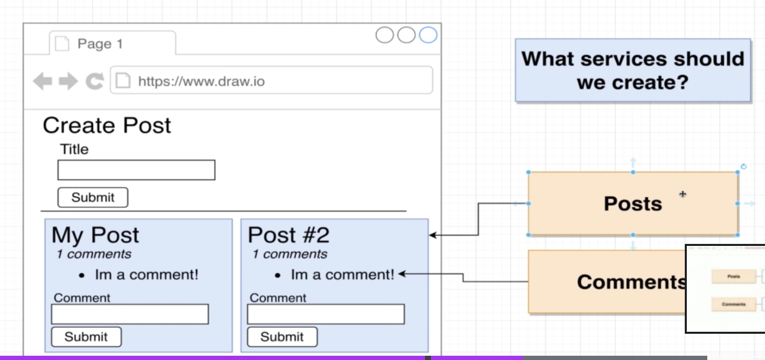 Page 1
https://www.draw.io
What services should
we create?
Create Post
Title
Submit
Posts
My Post
1 comments
Im a comment!
Comment
Submit
Post #2
1 comments
Im a comment!
Comment
Submit
Comments
Posts
Comments